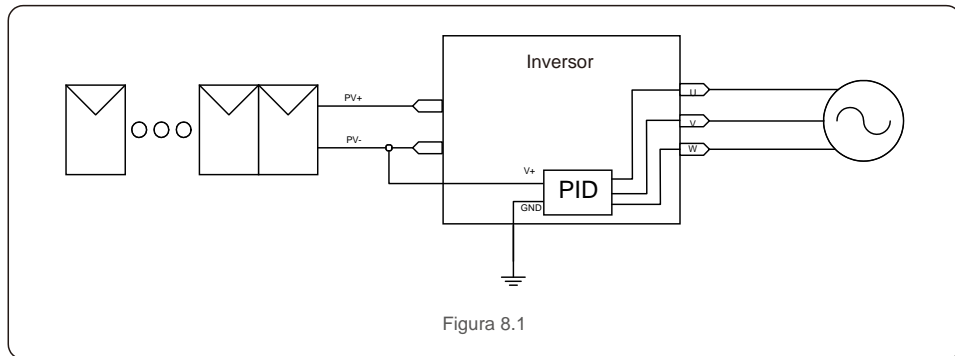 Inversor
PV+
PV-
U
V
W
V+
PID
GND
Figura 8.1